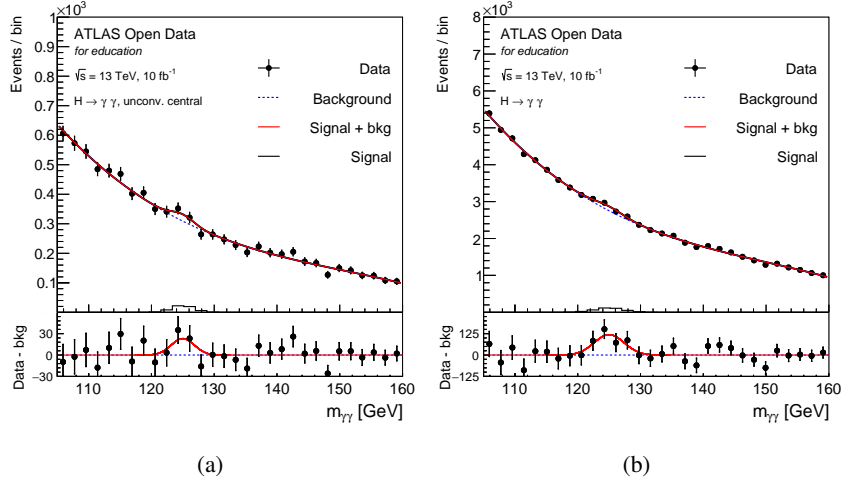 ×10³
1
0.9
0.8
0.7
0.6
0.5
0.4
0.3
0.2
0.1
Events / bin
ATLAS Open Data
for education
√s = 13 TeV, 10 fb⁻¹
H → γ γ, unconv. central
Data
Background
Signal + bkg
Signal
30
0
−30
Data - bkg
110 120 130 140 150 160
mγγ [GeV]
(a)
×10³
8
7
6
5
4
3
2
1
Events / bin
ATLAS Open Data
for education
√s = 13 TeV, 10 fb⁻¹
H → γ γ
Data
Background
Signal + bkg
Signal
125
0
−125
Data - bkg
110 120 130 140 150 160
mγγ [GeV]
(b)